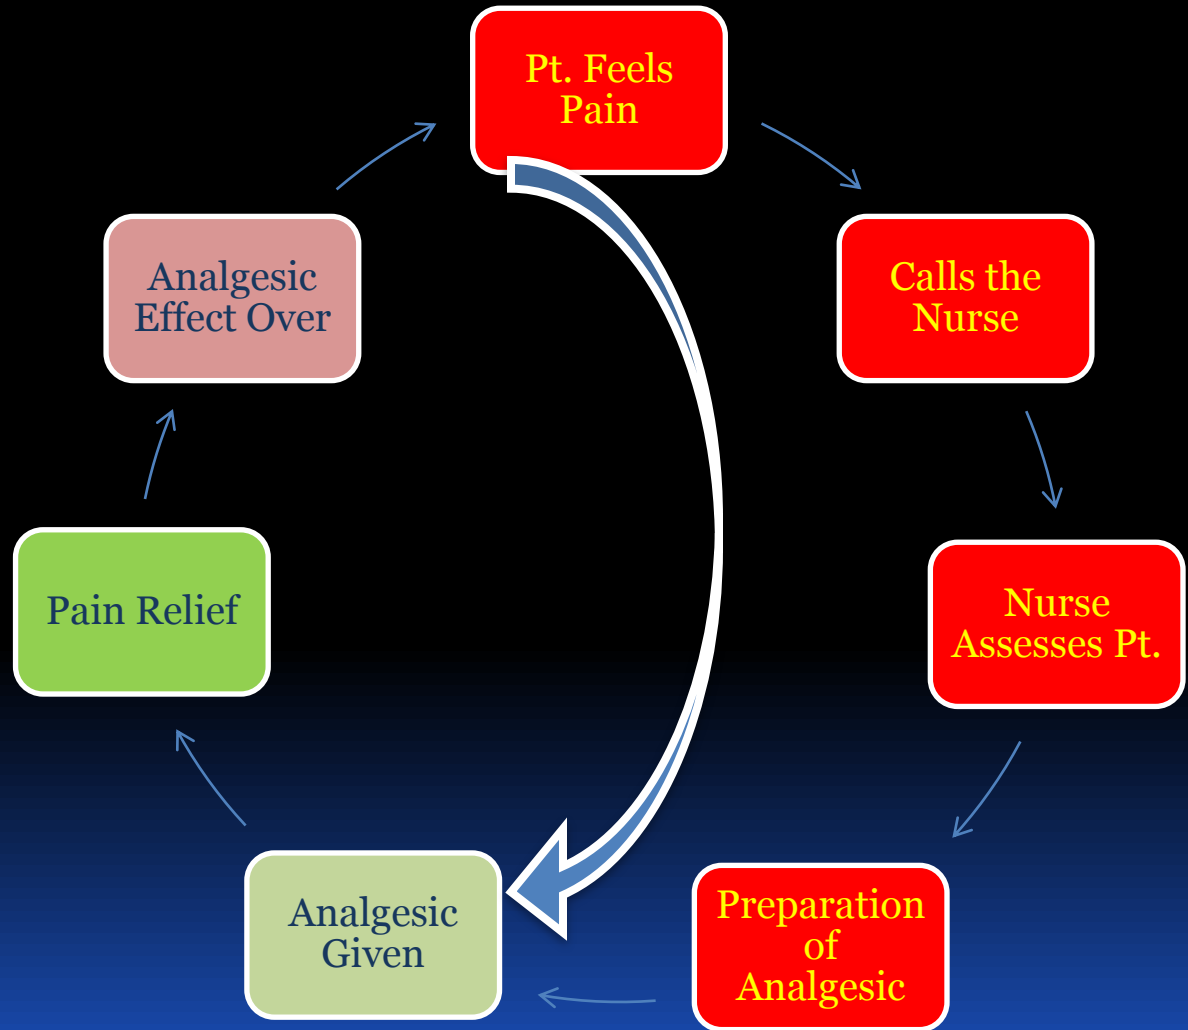 Pt. Feels
Pain
Calls the
Nurse
Nurse
Assesses Pt.
Preparation
of
Analgesic
Analgesic
Given
Pain Relief
Analgesic
Effect Over